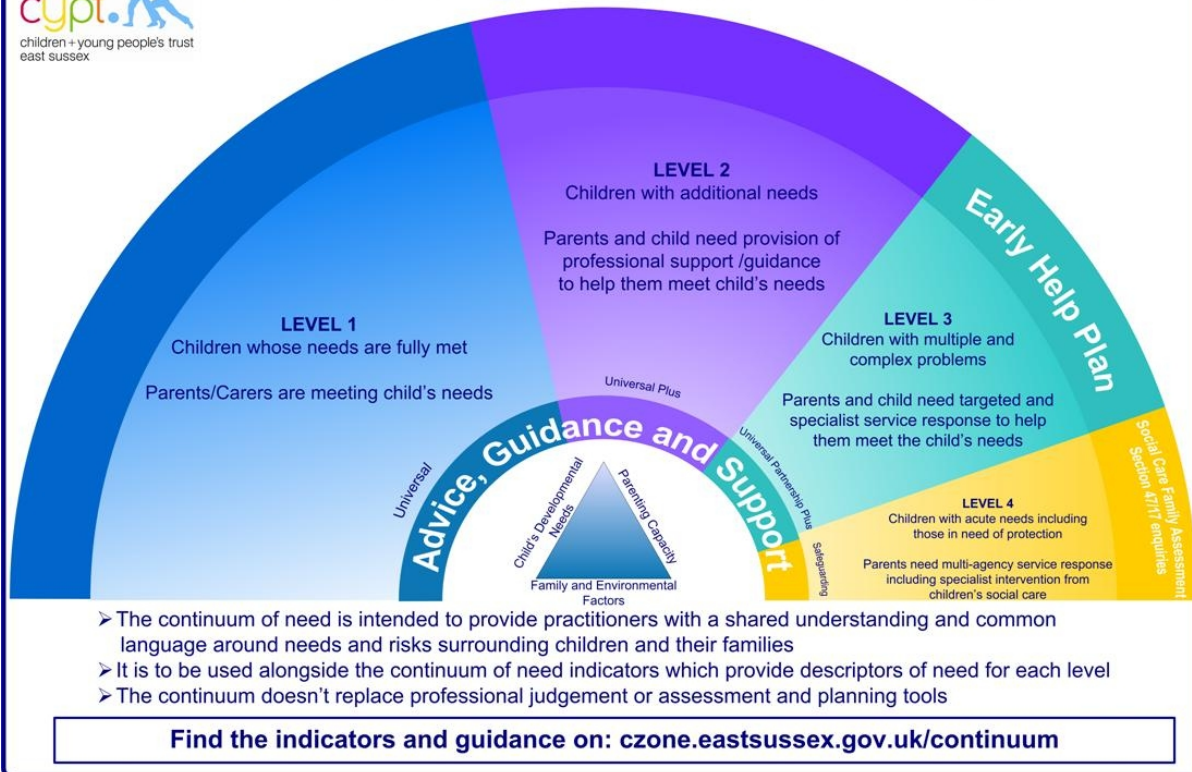 cypt.
children+young people's trust
east sussex
LEVEL 1
Children whose needs are fully met
Parents/Carers are meeting child's needs
LEVEL 2
Children with additional needs
Parents and child need provision of
professional support /guidance
to help them meet child's needs
LEVEL 3
Children with multiple and
complex problems
Parents and child need targeted and
specialist service response to help
them meet the child's needs
LEVEL 4
Children with acute needs including
those in need of protection
Parents need multi-agency service response
including specialist intervention from
children's social care
Early Help Plan
Social Care Family Assessment
Section 47/17 enquiries
Universal
Universal Plus
Universal Partnership Plus
Safeguarding
Advice, Guidance and Support
Child's Developmental
Needs
Parenting Capacity
Family and Environmental
Factors
➢ The continuum of need is intended to provide practitioners with a shared understanding and common
language around needs and risks surrounding children and their families
➢ It is to be used alongside the continuum of need indicators which provide descriptors of need for each level
➢ The continuum doesn't replace professional judgement or assessment and planning tools
Find the indicators and guidance on: czone.eastsussex.gov.uk/continuum